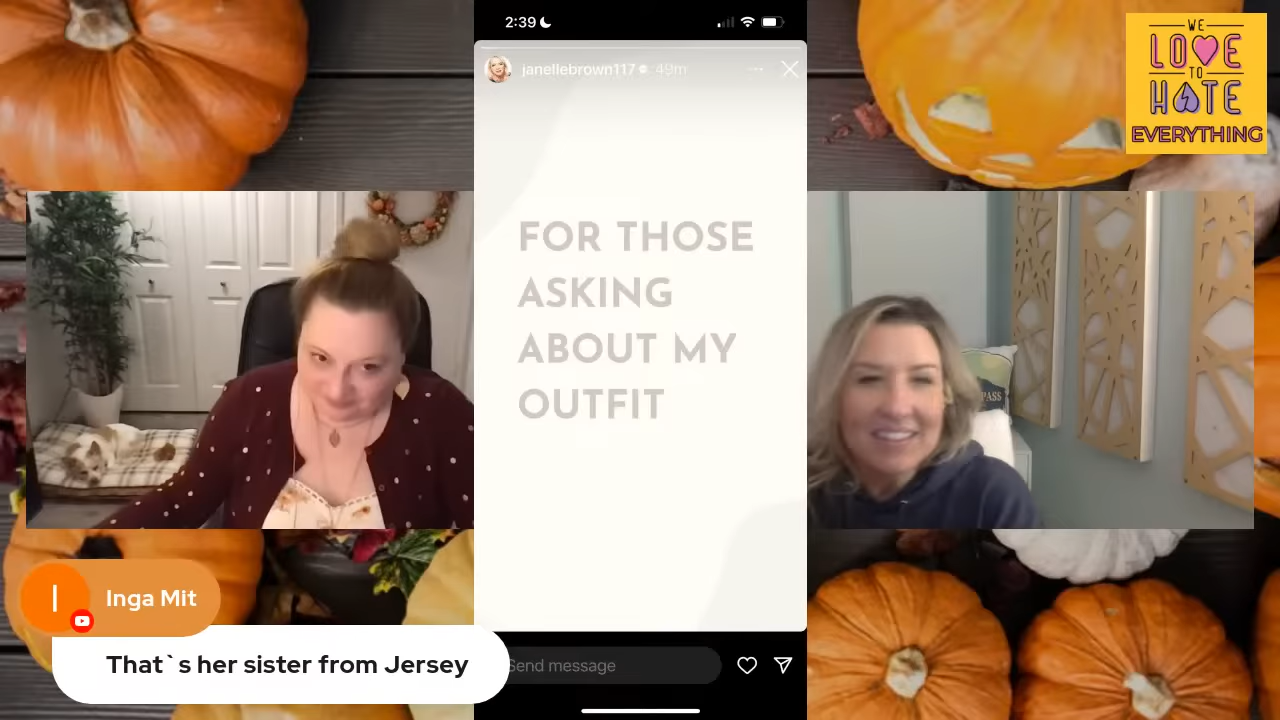 2:39
janellebrown117 49m
FOR THOSE
ASKING
ABOUT MY
OUTFIT
Send message
WE
LOVE
TO
HATE
EVERYTHING
PASS
I
Inga Mit
That`s her sister from Jersey